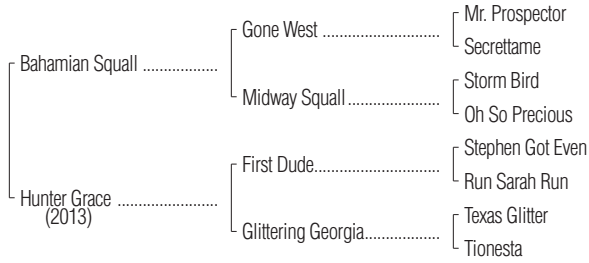 Mr. Prospector
Gone West ..............................
Secrettame
Bahamian Squall ...................
Storm Bird
Midway Squall........................
Oh So Precious
Stephen Got Even
First Dude................................
Run Sarah Run
Hunter Grace .........................
(2013)
Texas Glitter
Glittering Georgia...................
Tionesta